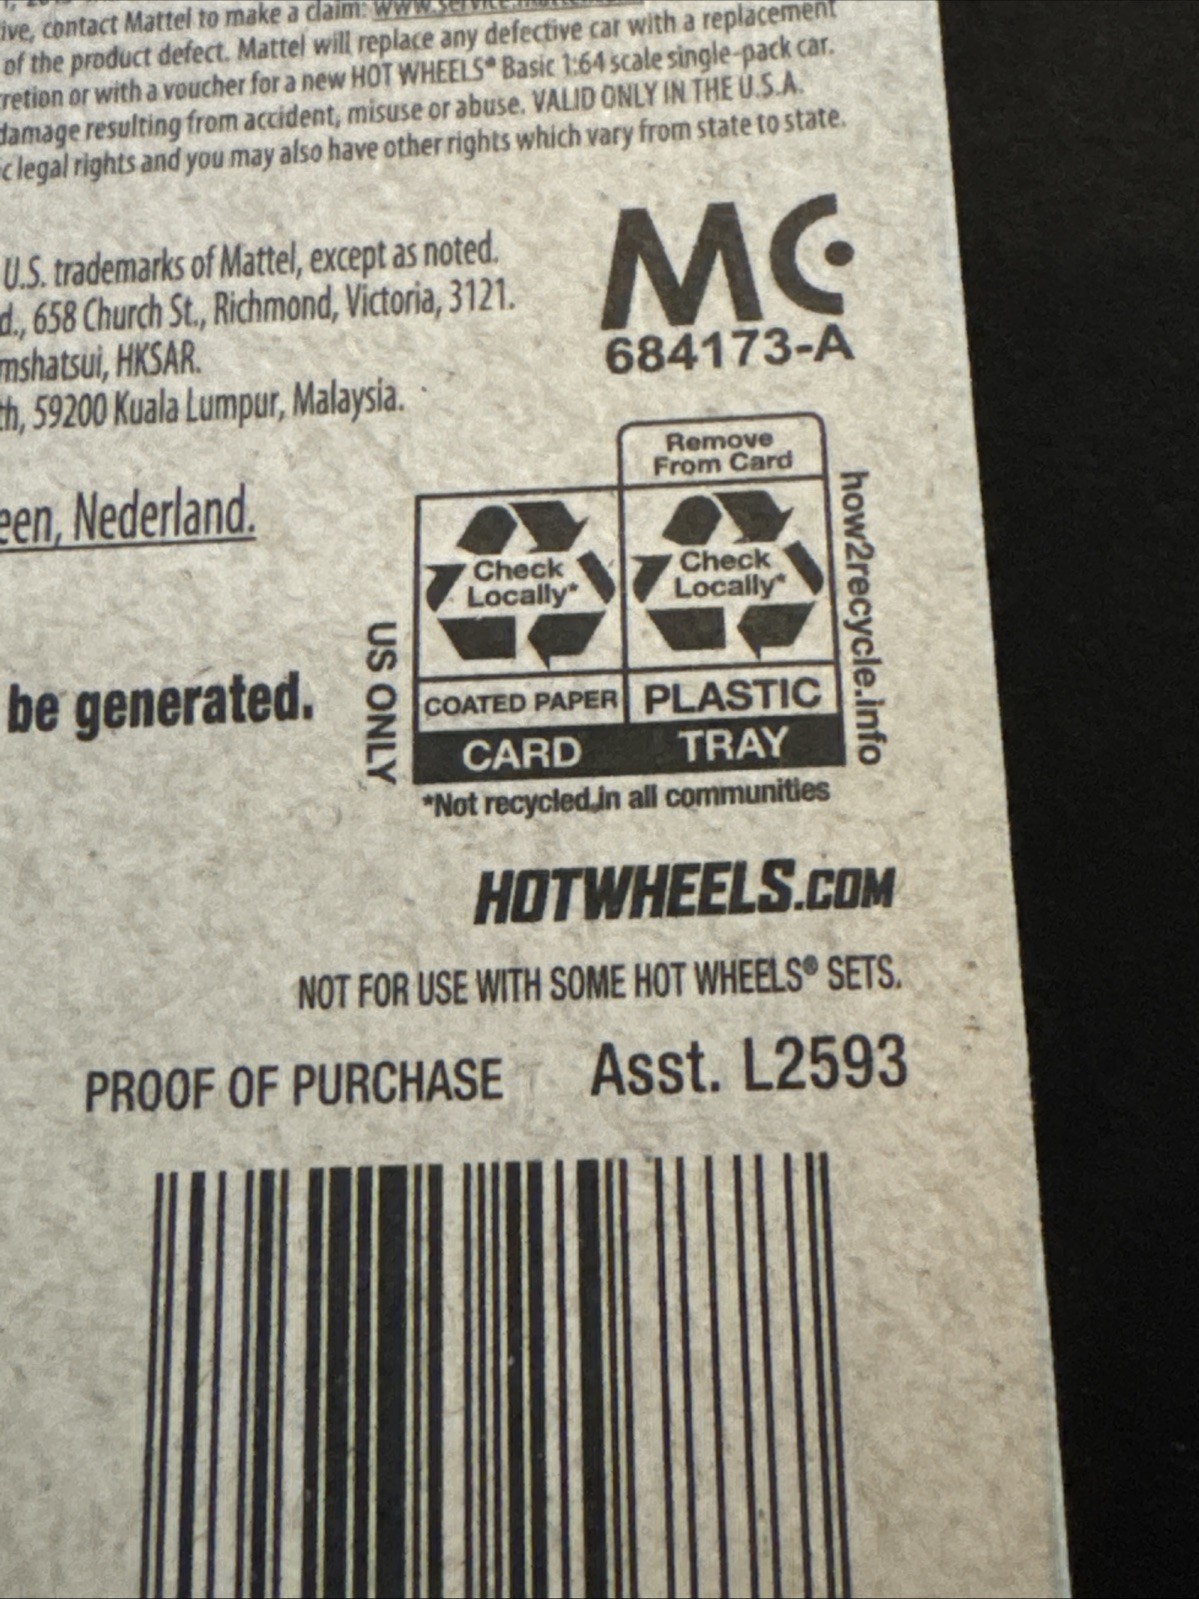 ive, contact Mattel to make a claim: www.service.
of the product defect. Mattel will replace any defective car with a replacement
retion or with a voucher for a new HOT WHEELS® Basic 1:64 scale single-pack car.
damage resulting from accident, misuse or abuse. VALID ONLY IN THE U.S.A.
c legal rights and you may also have other rights which vary from state to state.
MC
684173-A
U.S. trademarks of Mattel, except as noted.
d., 658 Church St., Richmond, Victoria, 3121.
mshatsui, HKSAR.
th, 59200 Kuala Lumpur, Malaysia.
een, Nederland.
be generated.
US ONLY
Remove
From Card
Check
Locally*
Check
Locally*
COATED PAPER
PLASTIC
CARD
TRAY
how2recycle.info
*Not recycled in all communities
HOTWHEELS.COM
NOT FOR USE WITH SOME HOT WHEELS® SETS.
PROOF OF PURCHASE
Asst. L2593